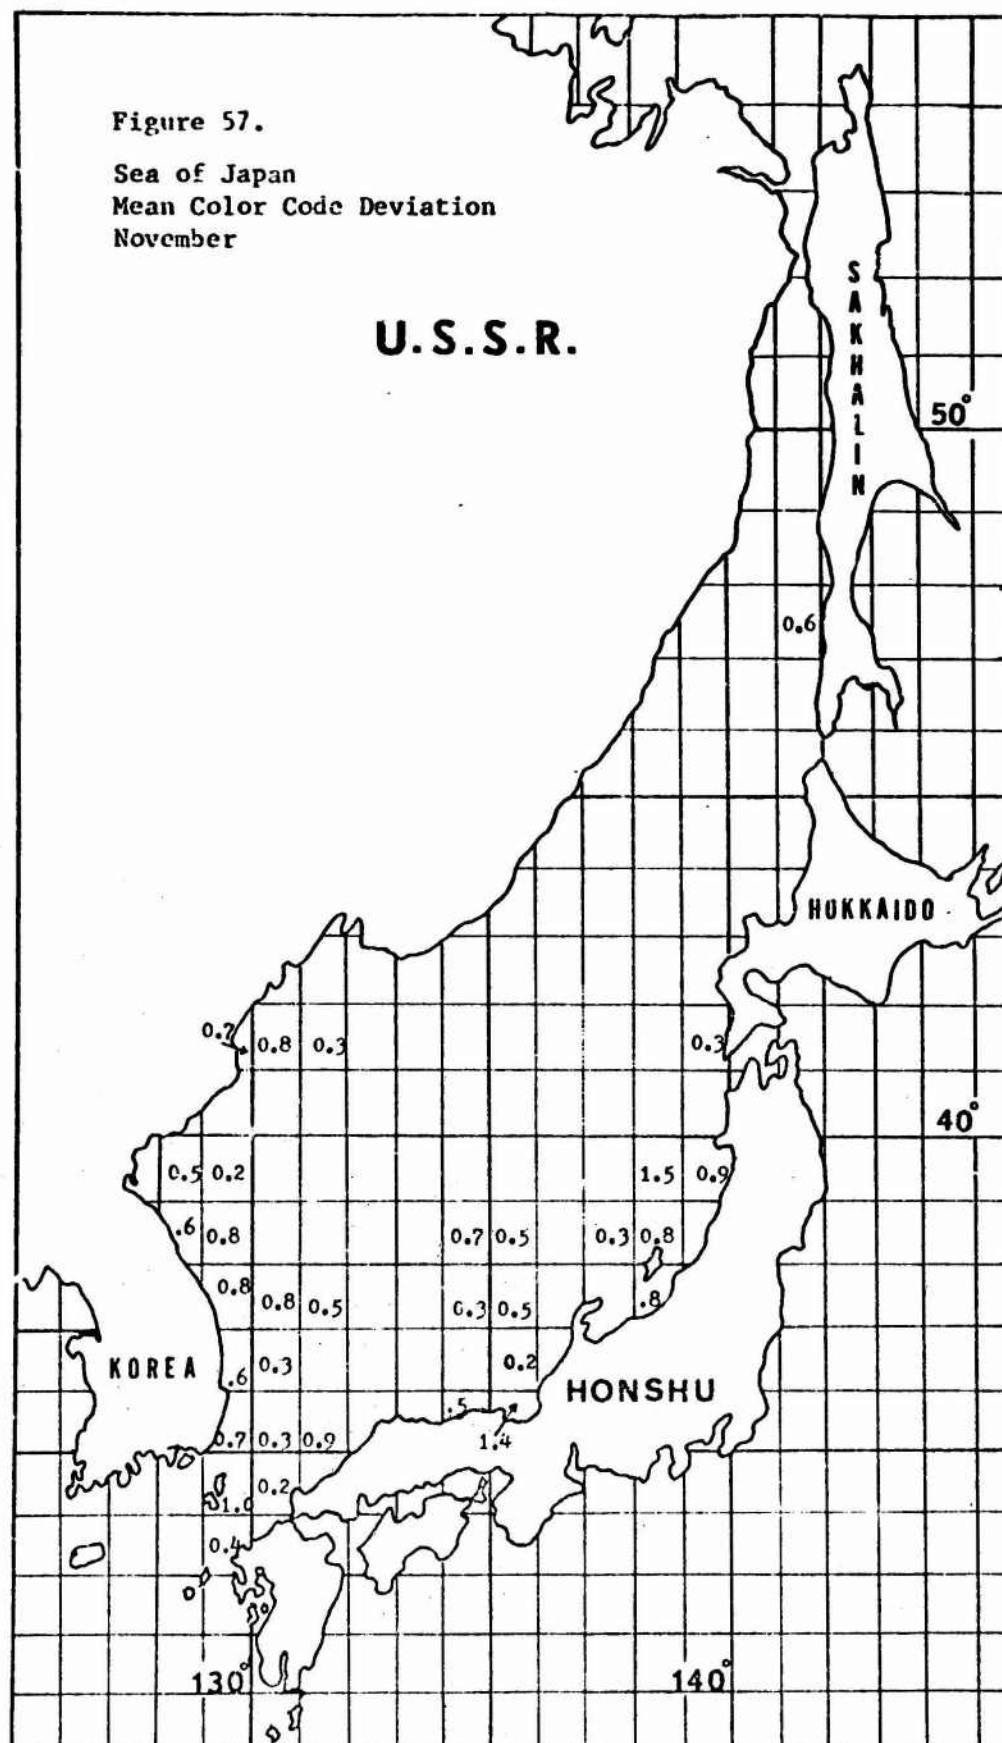 Figure 57.
Sea of Japan
Mean Color Code Deviation
November
U.S.S.R.
SAKHALIN
50°
0.6
HOKKAIDO
0.7 0.8 0.3 0.3
40°
0.5 0.2 1.5 0.9
.6 0.8 0.7 0.5 0.3 0.8
0.8 0.8 0.5 0.3 0.5 .8
KOREA .6 0.3 0.2
HONSHU
.5
0.7 0.3 0.9 1.4
1.0 0.2
0.4
130° 140°